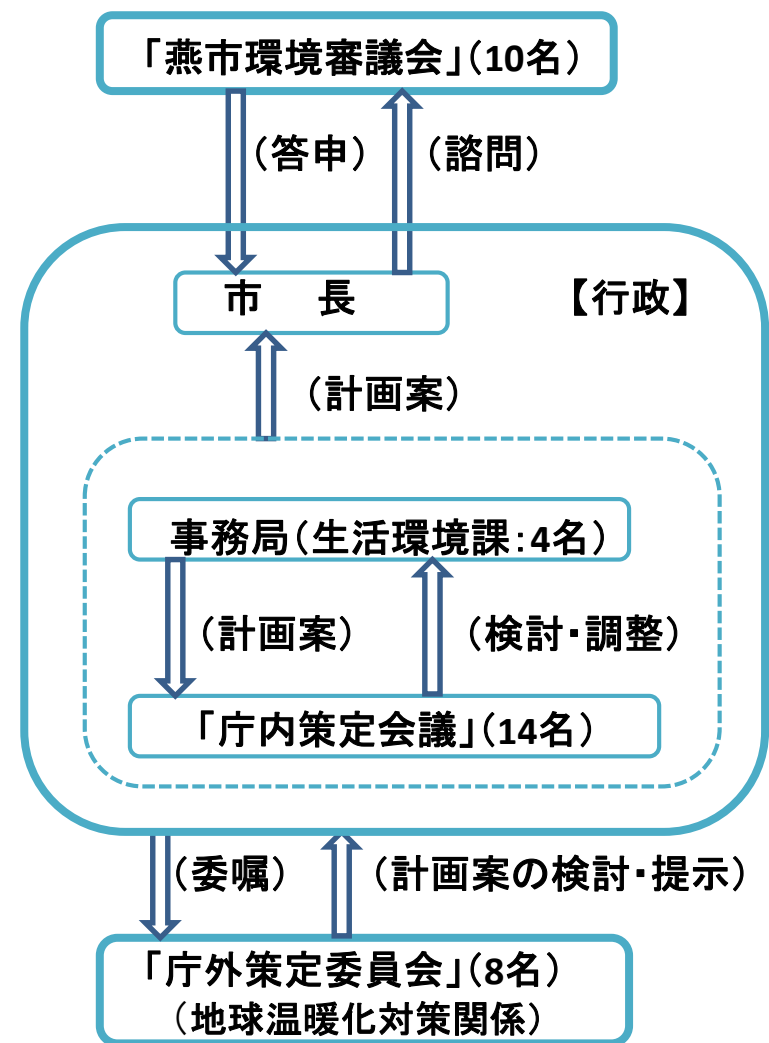 「燕市環境審議会」（10名）
（答申）
（諮問）
市　長
【行政】
（計画案）
事務局（生活環境課：4名）
（計画案）
（検討・調整）
「庁内策定会議」（14名）
（委嘱）
（計画案の検討・提示）
「庁外策定委員会」（8名）
（地球温暖化対策関係）